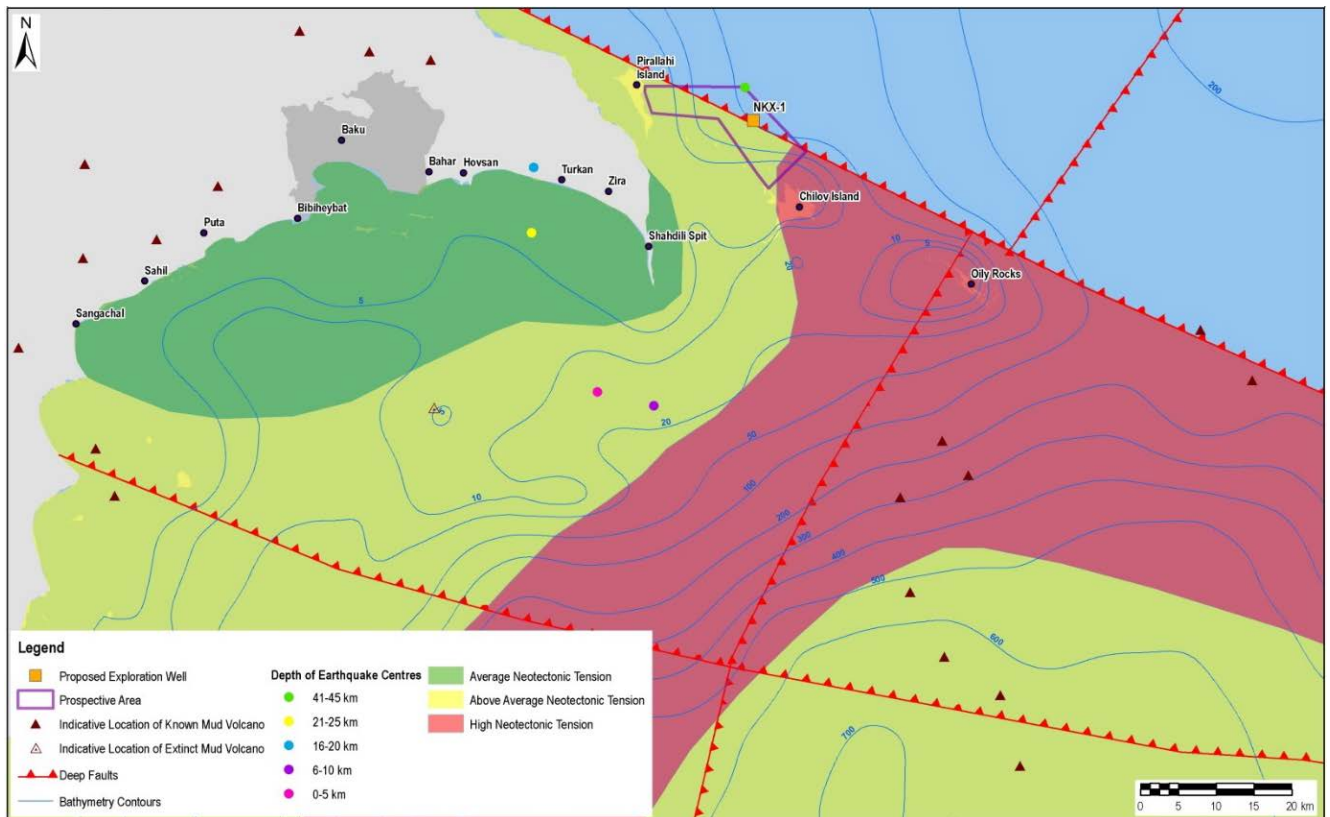 N
Pirallahi
Island
NKX-1
200
Baku
Bahar
Hovsan
Turkan
Zira
Chilov Island
Puta
Bibiheybat
Shahdili Spit
Sahil
20
10
5
Oily Rocks
Sangachal
5
5
20
50
10
100
200
300
400
500
600
700
Legend
Proposed Exploration Well
Prospective Area
Indicative Location of Known Mud Volcano
Indicative Location of Extinct Mud Volcano
Deep Faults
Bathymetry Contours
Depth of Earthquake Centres
41-45 km
21-25 km
16-20 km
6-10 km
0-5 km
Average Neotectonic Tension
Above Average Neotectonic Tension
High Neotectonic Tension
0 5 10 15 20 km